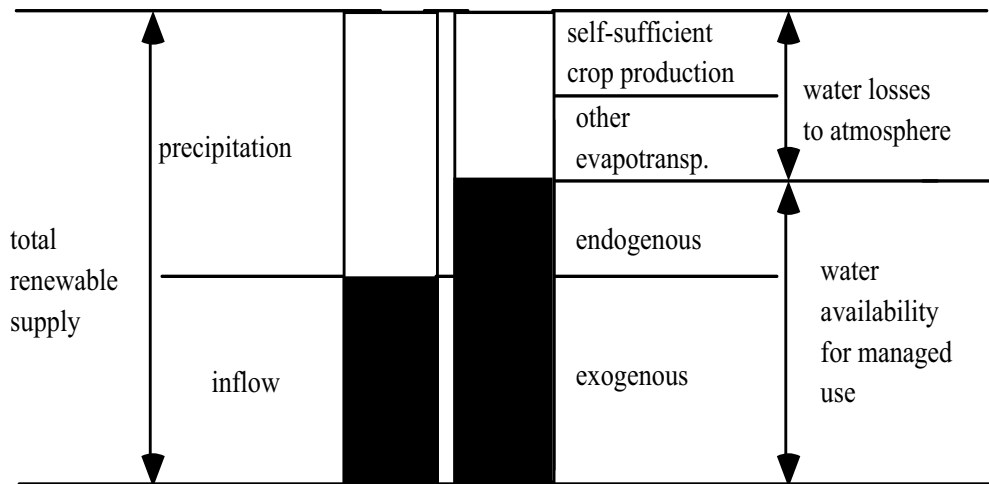 self-sufficient
crop production
water losses
to atmosphere
other
evapotransp.
precipitation
total
renewable
supply
endogenous
water
availability
for managed
use
inflow
exogenous